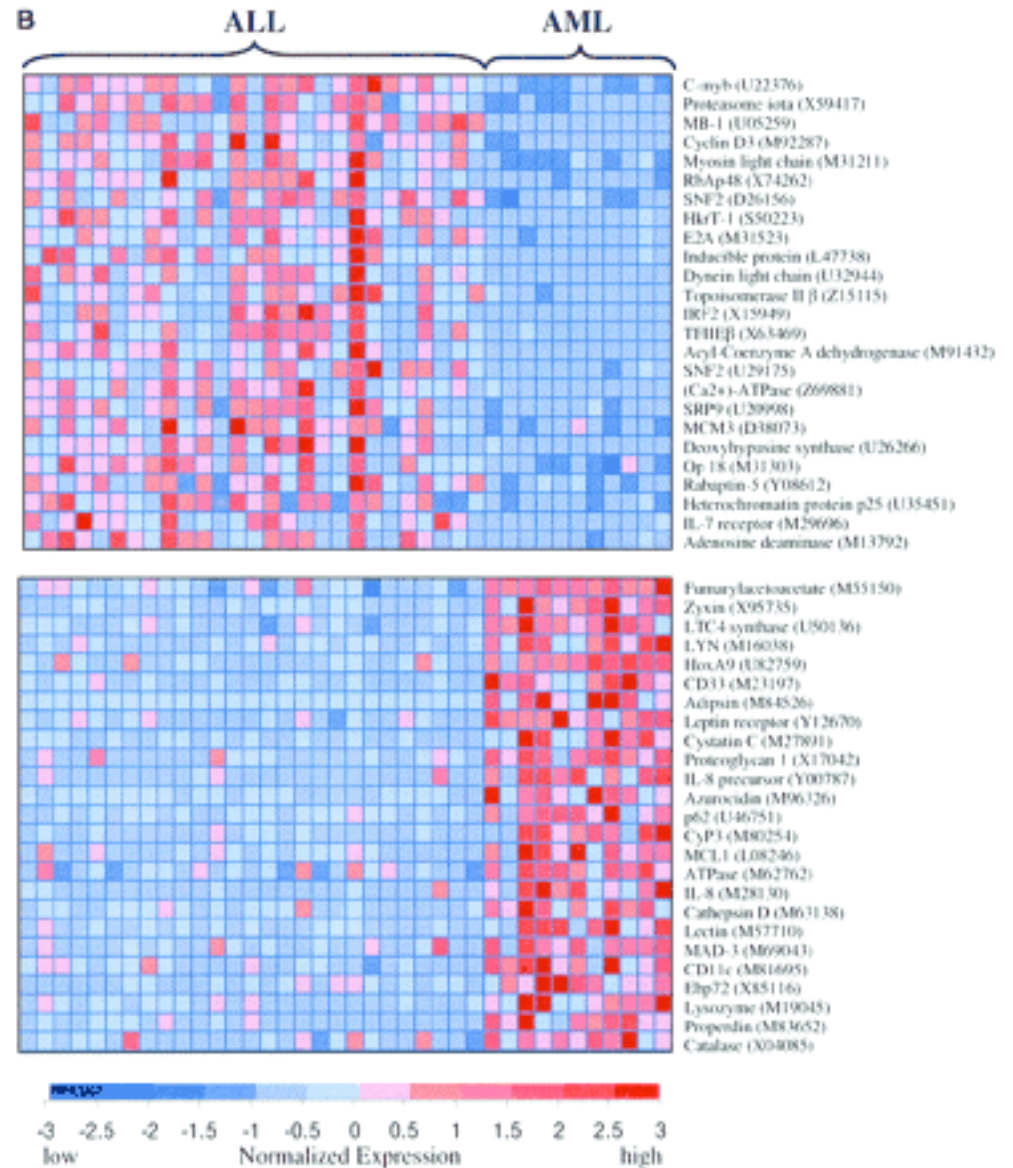 B
ALL AML
C-myb (U22376)
Proteasome iota (X59417)
MB-1 (U05259)
Cyclin D3 (M92287)
Myosin light chain (M31211)
RbAp48 (X74262)
SNF2 (D26156)
HkrT-1 (S50223)
E2A (M31523)
Inducible protein (L47738)
Dynein light chain (U32944)
Topoisomerase II β (Z15115)
IRF2 (X15949)
TFIIEβ (X63469)
Acyl-Coenzyme A dehydrogenase (M91432)
SNF2 (U29175)
(Ca2+)-ATPase (Z69881)
SRP9 (U20998)
MCM3 (D38073)
Deoxyhypusine synthase (U26266)
Op 18 (M31303)
Rabaptin-5 (Y08612)
Heterochromatin protein p25 (U35451)
IL-7 receptor (M29696)
Adenosine deaminase (M13792)
Fumarylacetoacetate (M55150)
Zyxin (X95735)
LTC4 synthase (U50136)
LYN (M16038)
HoxA9 (U82759)
CD33 (M23197)
Adipsin (M84526)
Leptin receptor (Y12670)
Cystatin C (M27891)
Proteoglycan 1 (X17042)
IL-8 precursor (Y00787)
Azurocidin (M96326)
p62 (U46751)
CyP3 (M80254)
MCL1 (L08246)
ATPase (M62762)
IL-8 (M28130)
Cathepsin D (M63138)
Lectin (M57710)
MAD-3 (M69043)
CD11c (M81695)
Ebp72 (X85116)
Lysozyme (M19045)
Properdin (M83652)
Catalase (X04085)
-3 -2.5 -2 -1.5 -1 -0.5 0 0.5 1 1.5 2 2.5 3
low Normalized Expression high